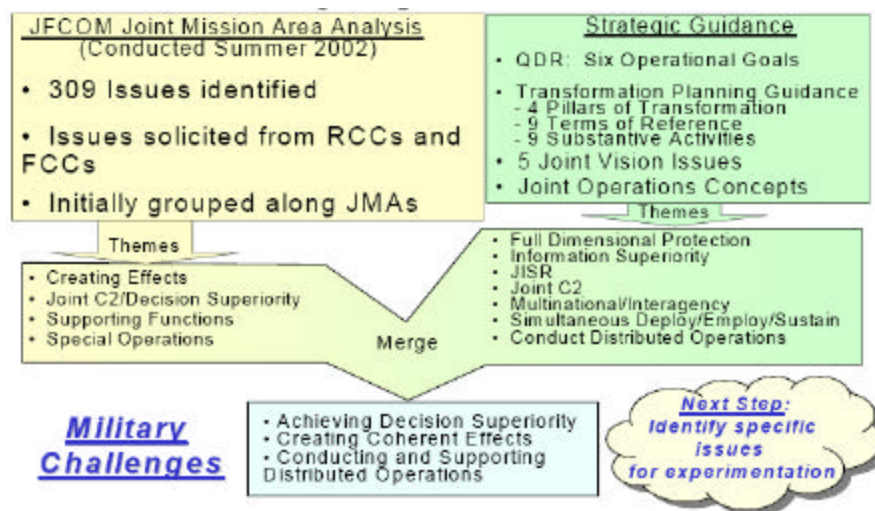 JFCOM Joint Mission Area Analysis
(Conducted Summer 2002)
• 309 Issues identified
• Issues solicited from RCCs and
FCCs
• Initially grouped along JMAs
Strategic Guidance
• QDR: Six Operational Goals
• Transformation Planning Guidance
- 4 Pillars of Transformation
- 9 Terms of Reference
- 9 Substantive Activities
• 5 Joint Vision Issues
• Joint Operations Concepts
Themes
Themes
• Creating Effects
• Joint C2/Decision Superiority
• Supporting Functions
• Special Operations
Merge
• Full Dimensional Protection
• Information Superiority
• JISR
• Joint C2
• Multinational/Interagency
• Simultaneous Deploy/Employ/Sustain
• Conduct Distributed Operations
Military
Challenges
• Achieving Decision Superiority
• Creating Coherent Effects
• Conducting and Supporting
Distributed Operations
Next Step:
Identify specific
issues
for experimentation